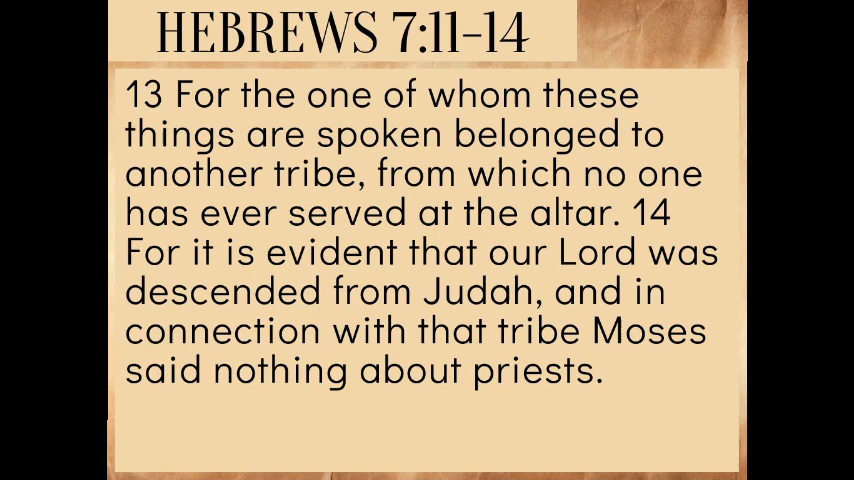 HEBREWS 7:11-14
13 For the one of whom these
things are spoken belonged to
another tribe, from which no one
has ever served at the altar. 14
For it is evident that our Lord was
descended from Judah, and in
connection with that tribe Moses
said nothing about priests.